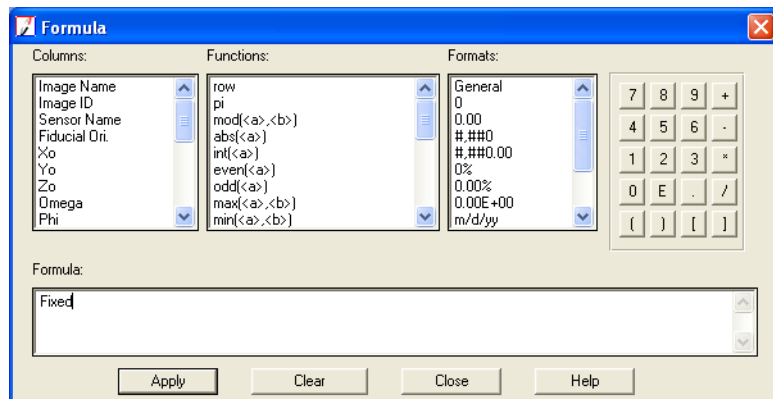 Formula
Columns:
Functions:
Formats:
Image Name
Image ID
Sensor Name
Fiducial Ori.
Xo
Yo
Zo
Omega
Phi
row
pi
mod(<a>,<b>)
abs(<a>)
int(<a>)
even(<a>)
odd(<a>)
max(<a>,<b>)
min(<a>,<b>)
General
0
0.00
#,##0
#,##0.00
0%
0.00%
0.00E+00
m/d/yy
7 8 9 +
4 5 6 -
1 2 3 *
0 E . /
( ) [ ]
Formula:
Fixed
Apply Clear Close Help